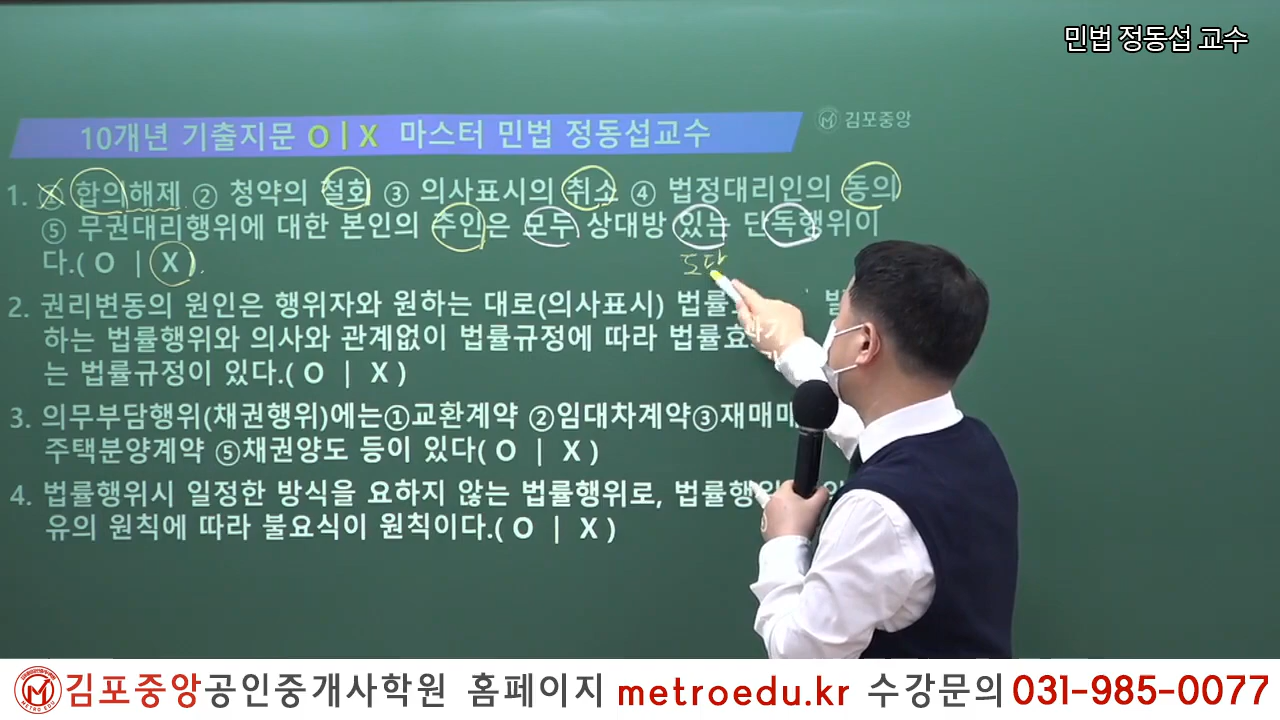 민법 정동섭 교수
10개년 기출지문 O | X 마스터 민법 정동섭교수
김포중앙
1. ① 합의해제 ② 청약의 철회 ③ 의사표시의 취소 ④ 법정대리인의 동의
⑤ 무권대리행위에 대한 본인의 추인은 모두 상대방 있는 단독행위이
다.( O | X ).
도달
2. 권리변동의 원인은 행위자와 원하는 대로(의사표시) 법률
하는 법률행위와 의사와 관계없이 법률규정에 따라 법률효과가
는 법률규정이 있다.( O | X )
3. 의무부담행위(채권행위)에는①교환계약 ②임대차계약③재매매
주택분양계약 ⑤채권양도 등이 있다( O | X )
4. 법률행위시 일정한 방식을 요하지 않는 법률행위로, 법률행위
유의 원칙에 따라 불요식이 원칙이다.( O | X )
METRO EDU
김포중앙공인중개사학원 홈페이지 metroedu.kr 수강문의 031-985-0077